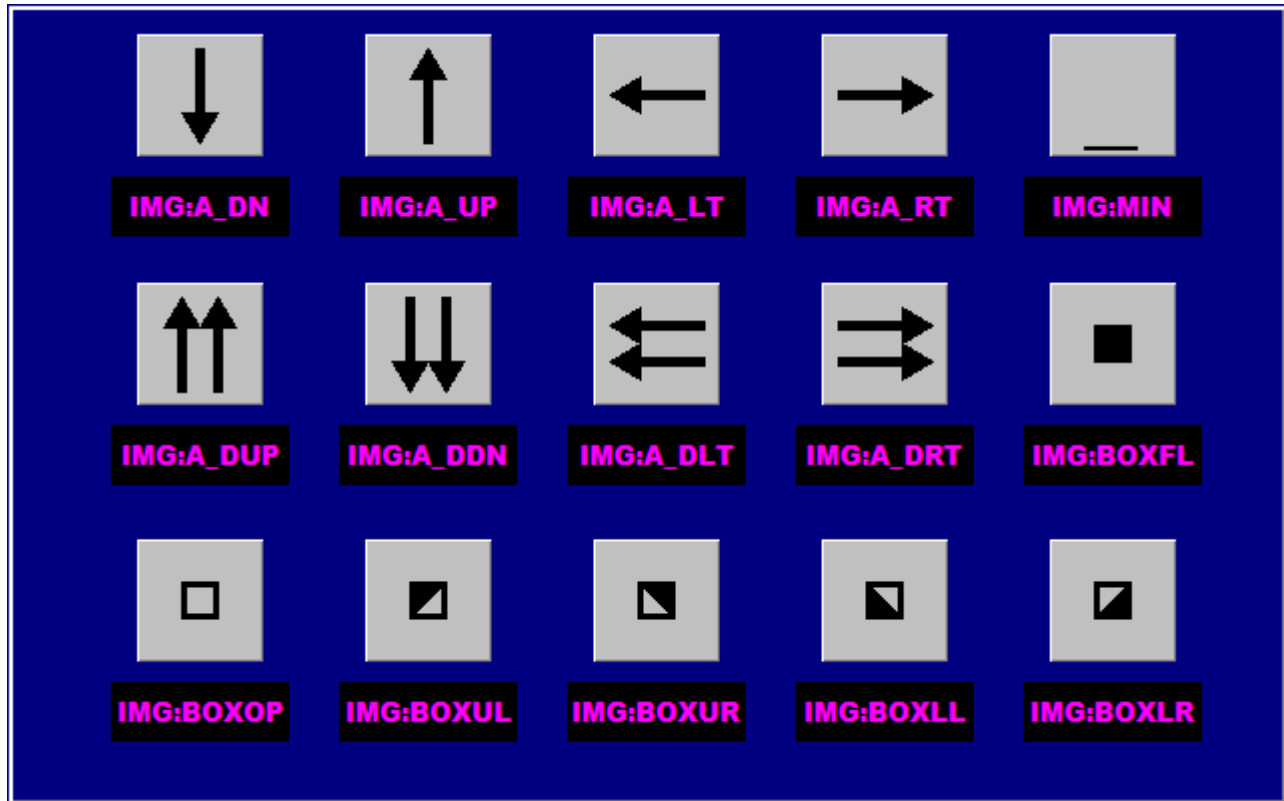 IMG:A_DN IMG:A_UP IMG:A_LT IMG:A_RT IMG:MIN
IMG:A_DUP IMG:A_DDN IMG:A_DLT IMG:A_DRT IMG:BOXFL
IMG:BOXOP IMG:BOXUL IMG:BOXUR IMG:BOXLL IMG:BOXLR